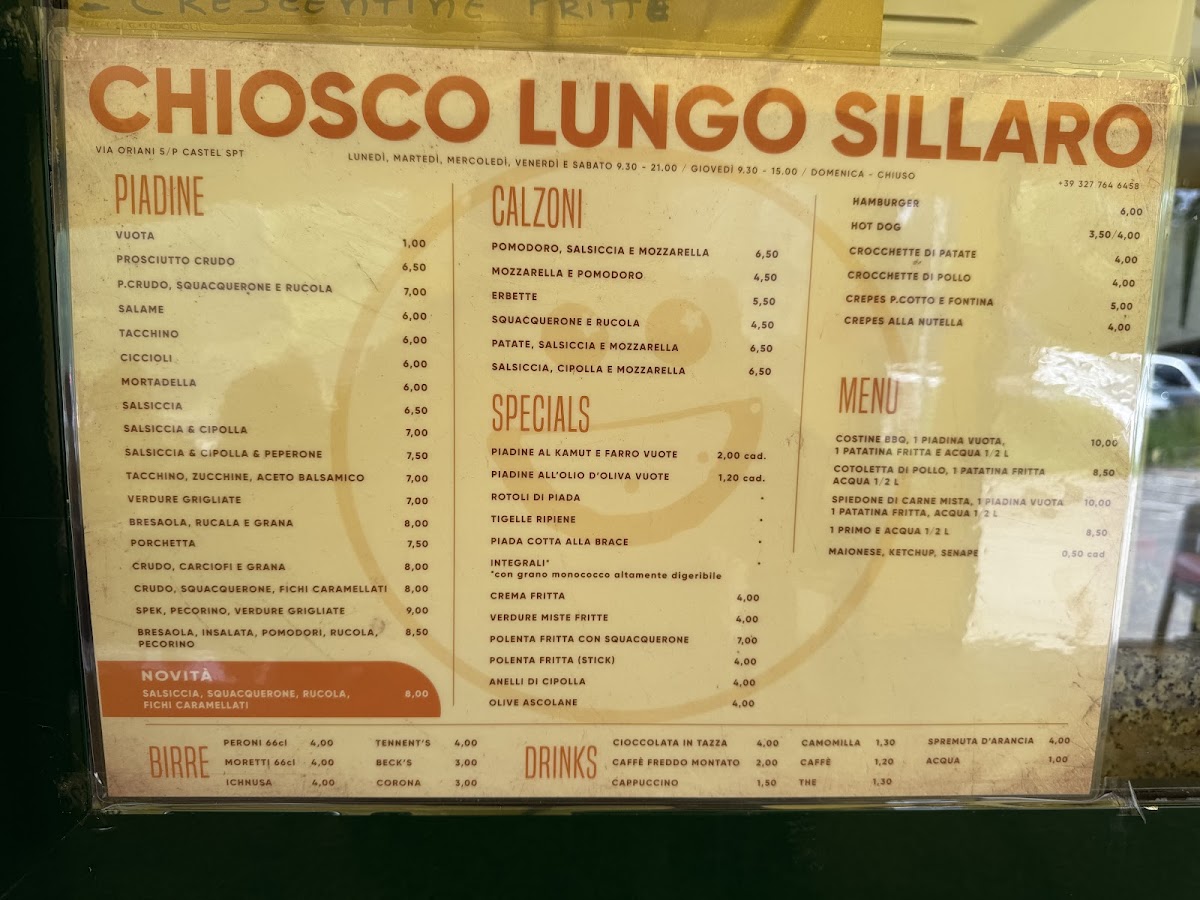 - CRESCENTINE FRITTE
CHIOSCO LUNGO SILLARO
VIA ORIANI 5/P CASTEL SPT
LUNEDÌ, MARTEDÌ, MERCOLEDÌ, VENERDÌ E SABATO 9.30 - 21.00 / GIOVEDÌ 9.30 - 15.00 / DOMENICA - CHIUSO
+39 327 764 6458
PIADINE
VUOTA 1,00
PROSCIUTTO CRUDO 6,50
P.CRUDO, SQUACQUERONE E RUCOLA 7,00
SALAME 6,00
TACCHINO 6,00
CICCIOLI 6,00
MORTADELLA 6,00
SALSICCIA 6,50
SALSICCIA & CIPOLLA 7,00
SALSICCIA & CIPOLLA & PEPERONE 7,50
TACCHINO, ZUCCHINE, ACETO BALSAMICO 7,00
VERDURE GRIGLIATE 7,00
BRESAOLA, RUCALA E GRANA 8,00
PORCHETTA 7,50
CRUDO, CARCIOFI E GRANA 8,00
CRUDO, SQUACQUERONE, FICHI CARAMELLATI 8,00
SPEK, PECORINO, VERDURE GRIGLIATE 9,00
BRESAOLA, INSALATA, POMODORI, RUCOLA, 8,50
PECORINO
NOVITÀ
SALSICCIA, SQUACQUERONE, RUCOLA, 8,00
FICHI CARAMELLATI
CALZONI
POMODORO, SALSICCIA E MOZZARELLA 6,50
MOZZARELLA E POMODORO 4,50
ERBETTE 5,50
SQUACQUERONE E RUCOLA 4,50
PATATE, SALSICCIA E MOZZARELLA 6,50
SALSICCIA, CIPOLLA E MOZZARELLA 6,50
SPECIALS
PIADINE AL KAMUT E FARRO VUOTE 2,00 cad.
PIADINE ALL'OLIO D'OLIVA VUOTE 1,20 cad.
ROTOLI DI PIADA *
TIGELLE RIPIENE *
PIADA COTTA ALLA BRACE *
INTEGRALI* *
*con grano monococco altamente digeribile
CREMA FRITTA 4,00
VERDURE MISTE FRITTE 4,00
POLENTA FRITTA CON SQUACQUERONE 7,00
POLENTA FRITTA (STICK) 4,00
ANELLI DI CIPOLLA 4,00
OLIVE ASCOLANE 4,00
HAMBURGER 6,00
HOT DOG 3,50/4,00
CROCCHETTE DI PATATE 4,00
CROCCHETTE DI POLLO 4,00
CREPES P.COTTO E FONTINA 5,00
CREPES ALLA NUTELLA 4,00
MENU
COSTINE BBQ, 1 PIADINA VUOTA, 10,00
1 PATATINA FRITTA E ACQUA 1/2 L
COTOLETTA DI POLLO, 1 PATATINA FRITTA 8,50
ACQUA 1/2 L
SPIEDONE DI CARNE MISTA, 1 PIADINA VUOTA 10,00
1 PATATINA FRITTA, ACQUA 1/2 L
1 PRIMO E ACQUA 1/2 L 8,50
MAIONESE, KETCHUP, SENAPE 0,50 cad
BIRRE
PERONI 66cl 4,00
MORETTI 66cl 4,00
ICHNUSA 4,00
TENNENT'S 4,00
BECK'S 3,00
CORONA 3,00
DRINKS
CIOCCOLATA IN TAZZA 4,00
CAFFÈ FREDDO MONTATO 2,00
CAPPUCCINO 1,50
CAMOMILLA 1,30
CAFFÈ 1,20
THE 1,30
SPREMUTA D'ARANCIA 4,00
ACQUA 1,00